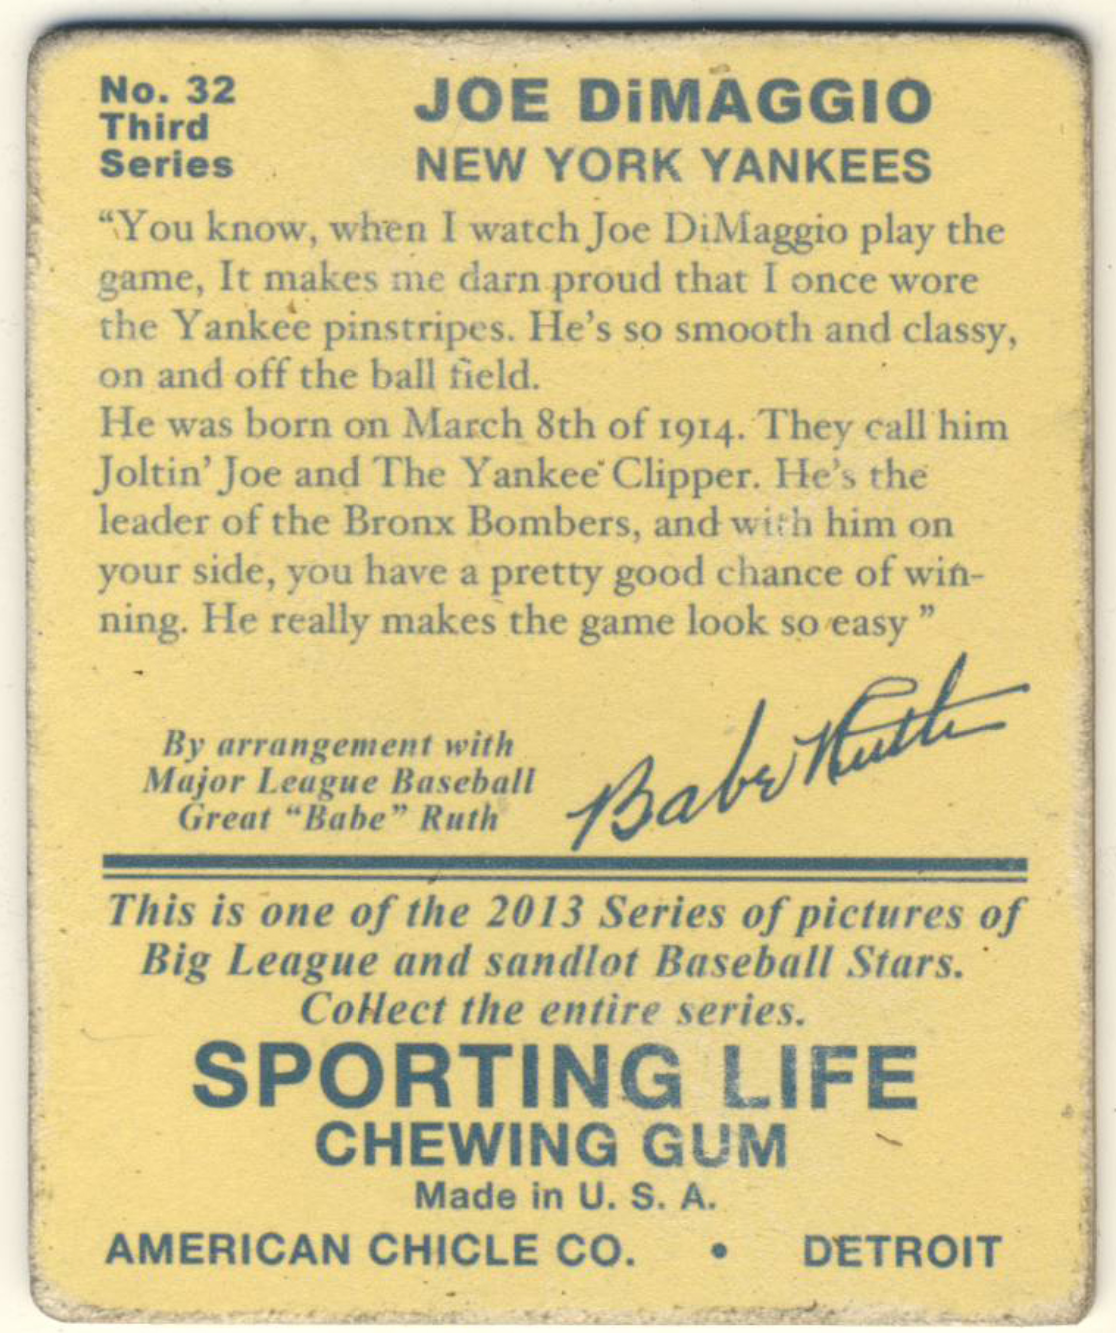 No. 32
Third
Series
JOE DiMAGGIO
NEW YORK YANKEES
“You know, when I watch Joe DiMaggio play the
game, It makes me darn proud that I once wore
the Yankee pinstripes. He’s so smooth and classy,
on and off the ball field.
He was born on March 8th of 1914. They call him
Joltin’ Joe and The Yankee Clipper. He’s the
leader of the Bronx Bombers, and with him on
your side, you have a pretty good chance of win-
ning. He really makes the game look so easy ”
By arrangement with
Major League Baseball
Great “Babe” Ruth
Babe Ruth
This is one of the 2013 Series of pictures of
Big League and sandlot Baseball Stars.
Collect the entire series.
SPORTING LIFE
CHEWING GUM
Made in U. S. A.
AMERICAN CHICLE CO. • DETROIT